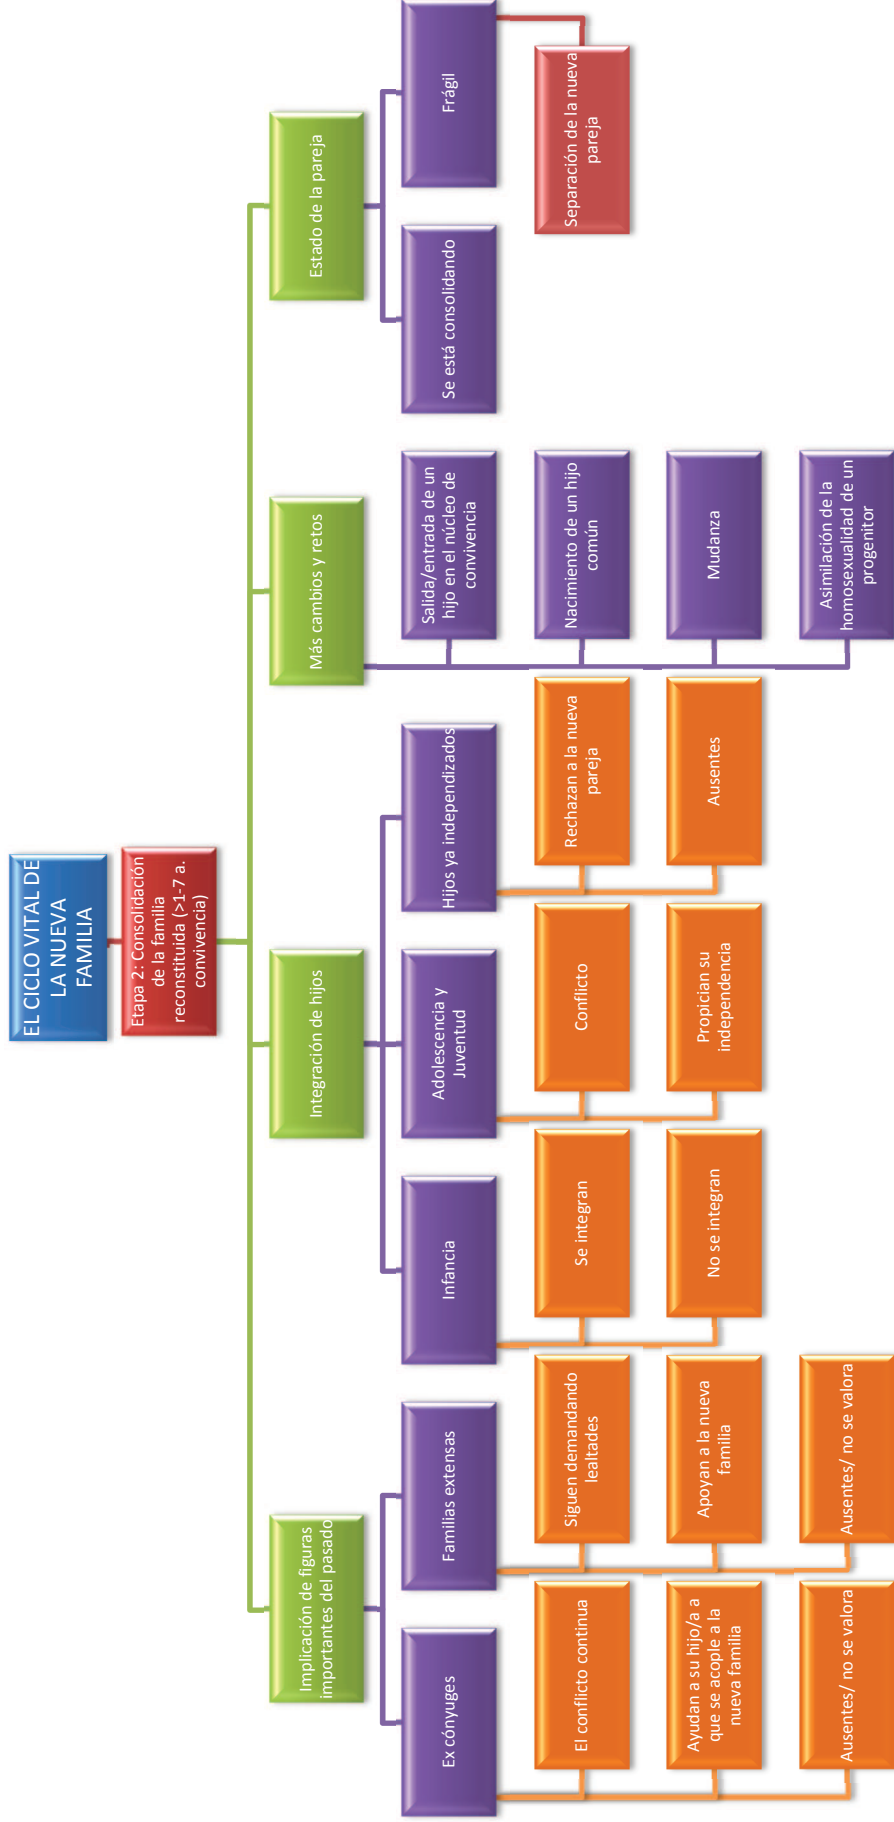 EL CICLO VITAL DE
LA NUEVA
FAMILIA
Etapa 2: Consolidación
de la familia
reconstituida (>1-7 a.
convivencia)
Implicación de figuras
importantes del pasado
Ex cónyuges
El conflicto continua
Ayudan a su hijo/a a
que se acople a la
nueva familia
Ausentes/ no se valora
Familias extensas
Siguen demandando
lealtades
Apoyan a la nueva
familia
Ausentes/ no se valora
Integración de hijos
Infancia
Se integran
No se integran
Adolescencia y
Juventud
Conflicto
Propician su
independencia
Hijos ya independizados
Rechazan a la nueva
pareja
Ausentes
Más cambios y retos
Salida/entrada de un
hijo en el núcleo de
convivencia
Nacimiento de un hijo
común
Mudanza
Asimilación de la
homosexualidad de un
progenitor
Estado de la pareja
Se está consolidando
Frágil
Separación de la nueva
pareja